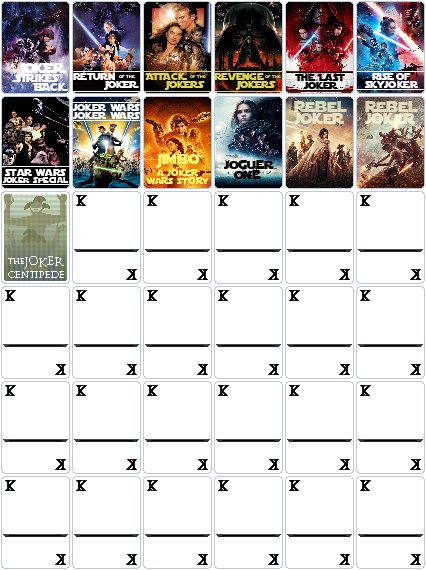 JOKER
STRIKES
BACK
RETURN OF THE
JOKER
ATTACK OF THE
JOKERS
REVENGE OF THE
JOKERS
THE LAST
JOKER
RISE OF
SKYJOKER
STAR WARS
JOKER SPECIAL
JOKER WARS
JOKER WARS
JIMBO
A JOKER
WARS STORY
JOGUER
ONE
REBEL
JOKER
REBEL
JOKER
THE JOKER
CENTIPEDE
K K K K K
K K K K K
K K K K K K
K K K K K K
K K K K K K
K K K K K K
K K K K K K
K K K K K K